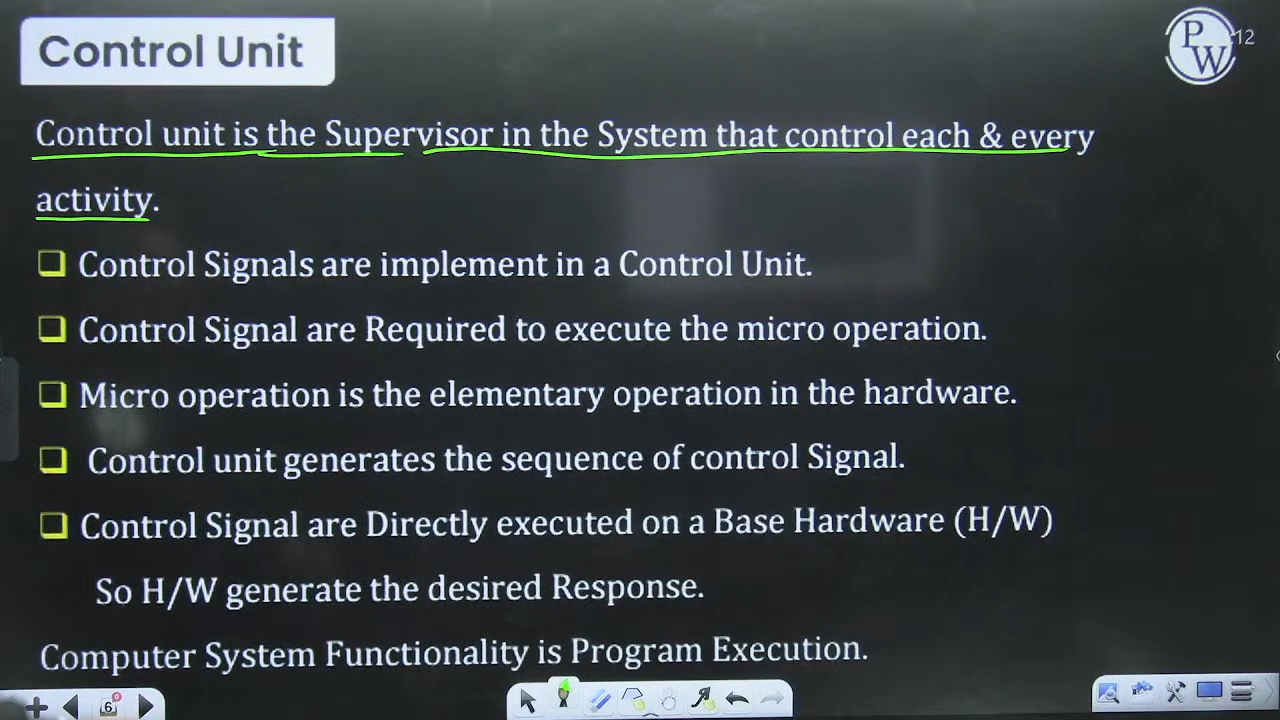 Control Unit
PW
12
Control unit is the Supervisor in the System that control each & every
activity.
Control Signals are implement in a Control Unit.
Control Signal are Required to execute the micro operation.
Micro operation is the elementary operation in the hardware.
Control unit generates the sequence of control Signal.
Control Signal are Directly executed on a Base Hardware (H/W)
So H/W generate the desired Response.
Computer System Functionality is Program Execution.
6
0